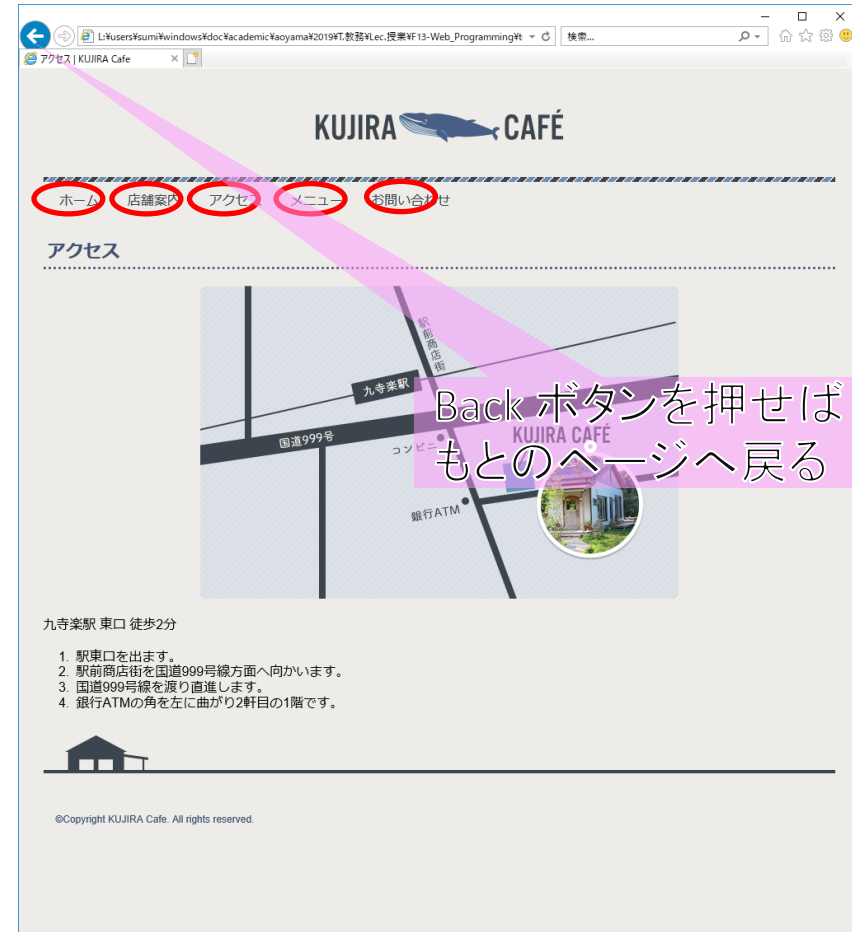 L:¥users¥sumi¥windows¥doc¥academic¥aoyama¥2019¥T.教務¥Lec.授業¥F13-Web_Programming¥t
検索...
アクセス | KUJIRA Cafe
KUJIRA CAFÉ
ホーム 店舗案内 アクセス メニュー お問い合わせ
アクセス
駅前商店街
九寺楽駅
Back ボタンを押せば
もとのページへ戻る
国道999号
コンビニ
KUJIRA CAFÉ
銀行ATM
九寺楽駅 東口 徒歩2分
1. 駅東口を出ます。
2. 駅前商店街を国道999号線方面へ向かいます。
3. 国道999号線を渡り直進します。
4. 銀行ATMの角を左に曲がり2軒目の1階です。
©Copyright KUJIRA Cafe. All rights reserved.